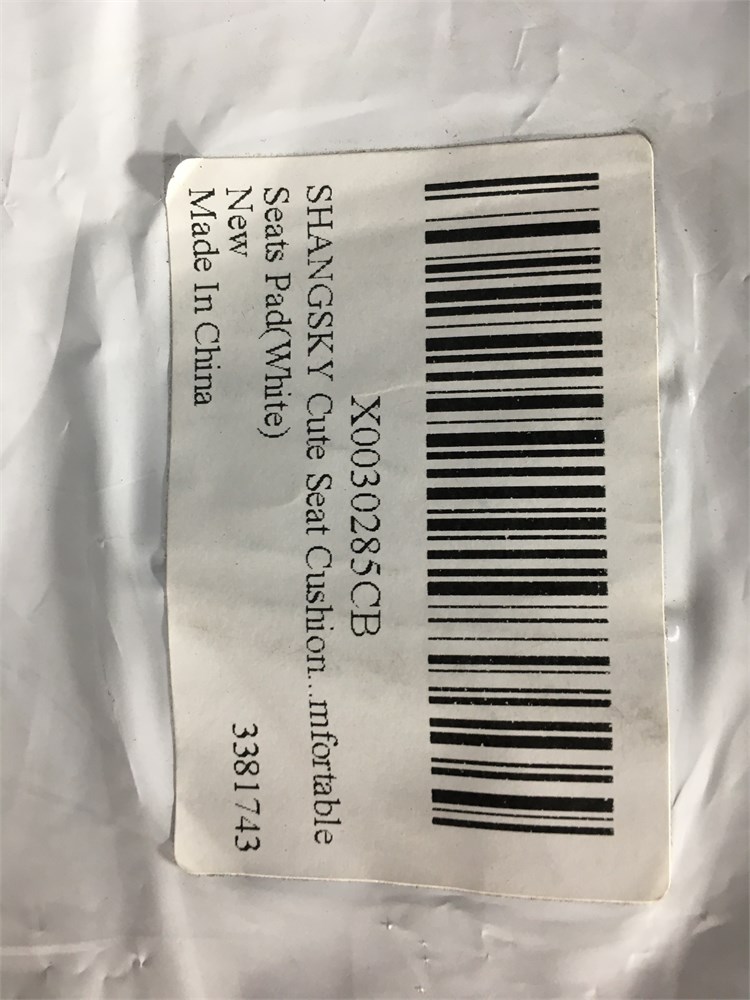 X0030285CB
SHANGSKY Cute Seat Cushion...mfortable
Seats Pad(White)
New
3381743
Made In China